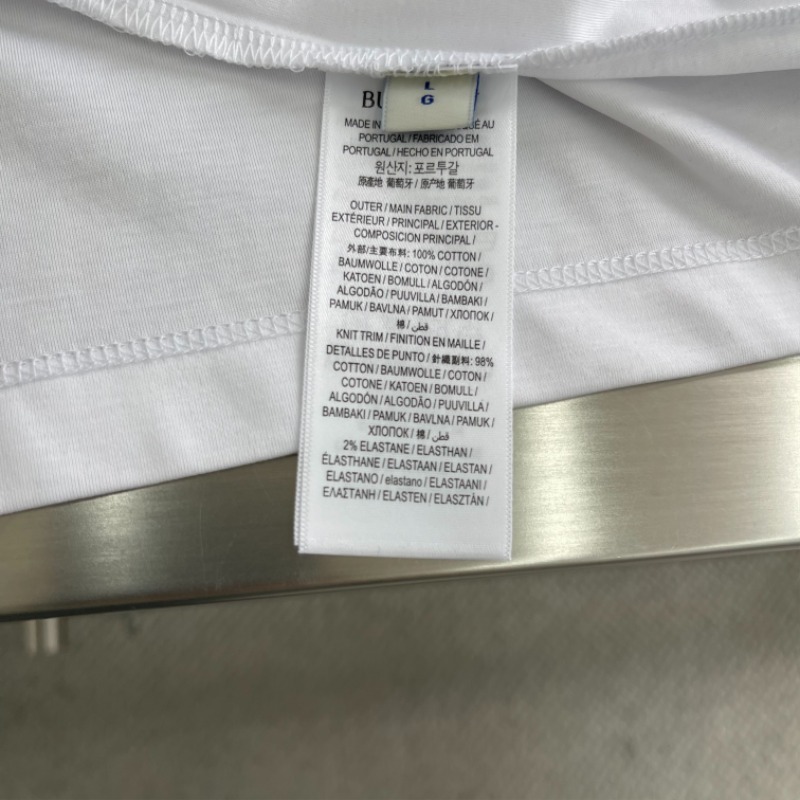 L
G
BU
MADE IN UÉ AU
PORTUGAL / FABRICADO EM
PORTUGAL / HECHO EN PORTUGAL
원산지: 포르투갈
原產地 葡萄牙 / 原产地 葡萄牙
OUTER / MAIN FABRIC / TISSU
EXTÉRIEUR / PRINCIPAL / EXTERIOR -
COMPOSICION PRINCIPAL /
外部/主要布料: 100% COTTON /
BAUMWOLLE / COTON / COTONE /
KATOEN / BOMULL / ALGODÓN /
ALGODÃO / PUUVILLA / BAMBAKI /
PAMUK / BAVLNA / PAMUT / ХЛОПОК /
棉 / قطن /
KNIT TRIM / FINITION EN MAILLE /
DETALLES DE PUNTO / 針織副料: 98%
COTTON / BAUMWOLLE / COTON /
COTONE / KATOEN / BOMULL /
ALGODÓN / ALGODÃO / PUUVILLA /
BAMBAKI / PAMUK / BAVLNA / PAMUK /
ХЛОПОК / 棉 / قطن /
2% ELASTANE / ELASTHAN /
ÉLASTHANE / ELASTAAN / ELASTAN /
ELASTANO / elastano / ELASTAANI /
ΕΛΑΣΤΑΝΗ / ELASTEN / ELASZTÁN /